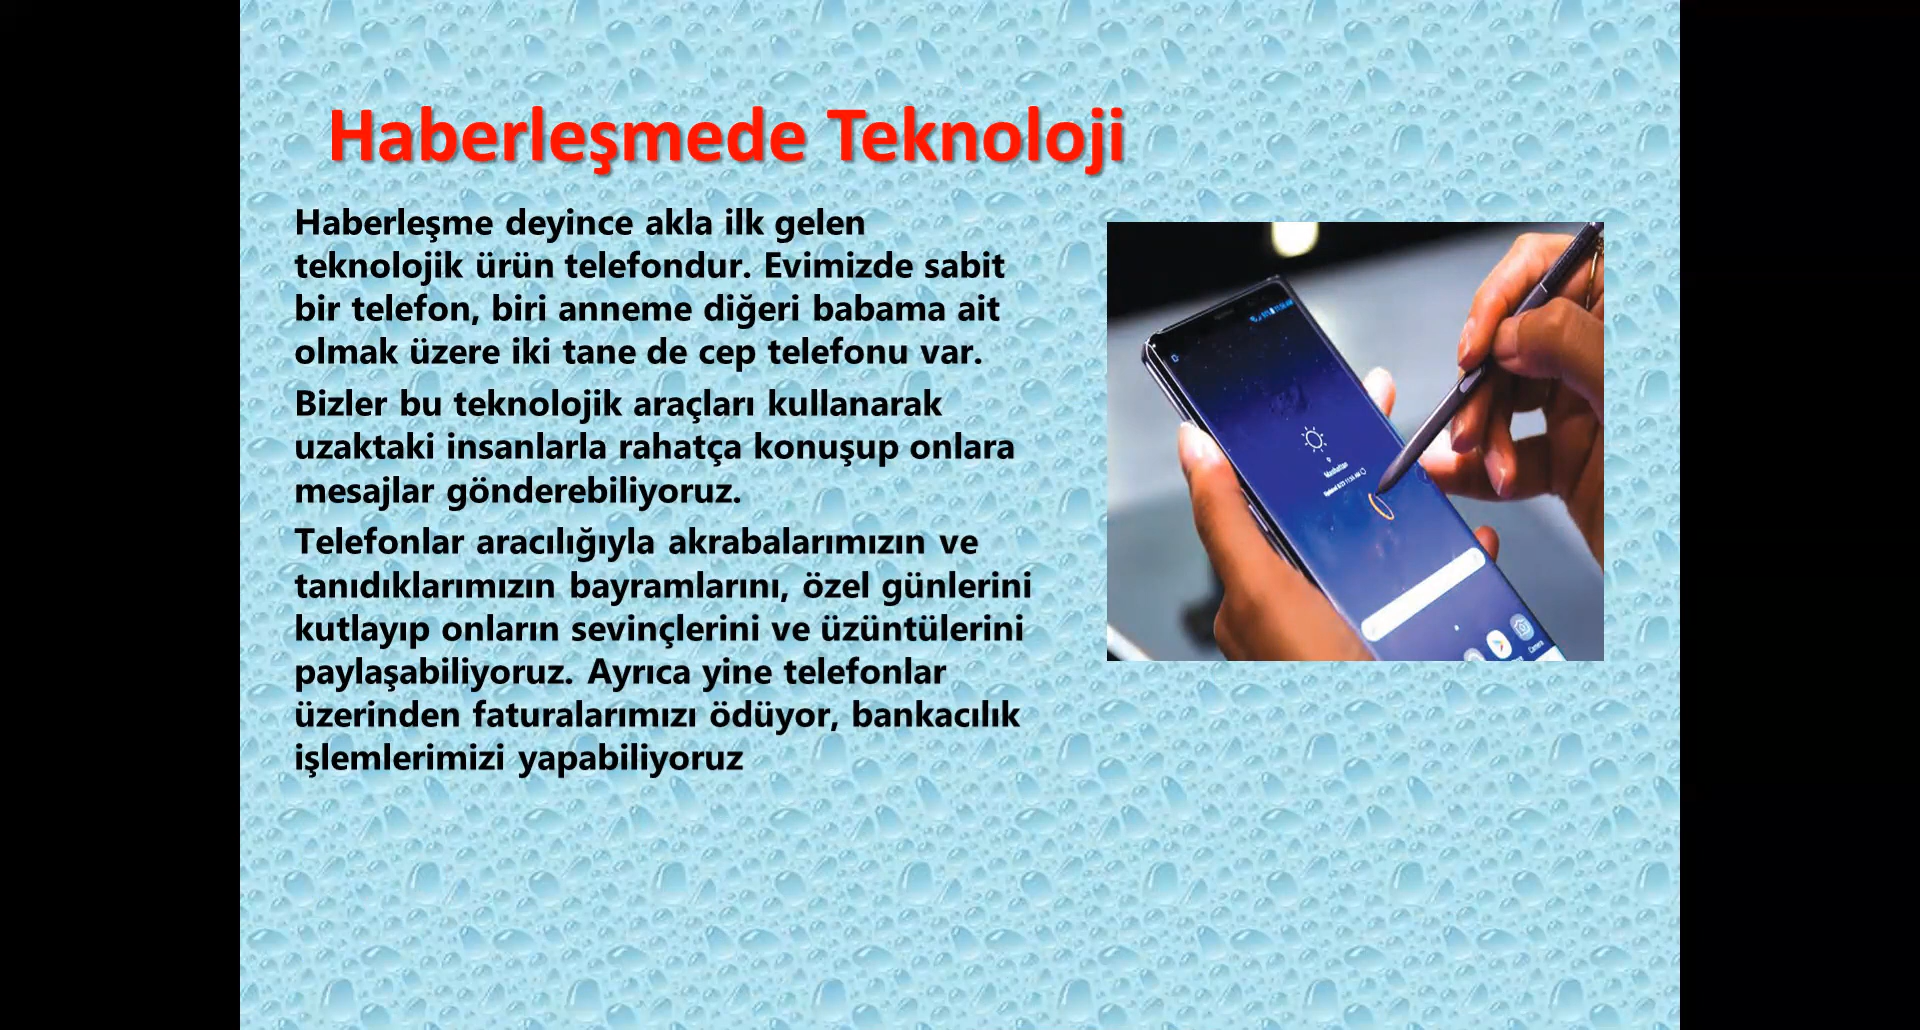 Haberleşmede Teknoloji
Haberleşme deyince akla ilk gelen
teknolojik ürün telefondur. Evimizde sabit
bir telefon, biri anneme diğeri babama ait
olmak üzere iki tane de cep telefonu var.
Bizler bu teknolojik araçları kullanarak
uzaktaki insanlarla rahatça konuşup onlara
mesajlar gönderebiliyoruz.
Telefonlar aracılığıyla akrabalarımızın ve
tanıdıklarımızın bayramlarını, özel günlerini
kutlayıp onların sevinçlerini ve üzüntülerini
paylaşabiliyoruz. Ayrıca yine telefonlar
üzerinden faturalarımızı ödüyor, bankacılık
işlemlerimizi yapabiliyoruz
Manhattan
Camera